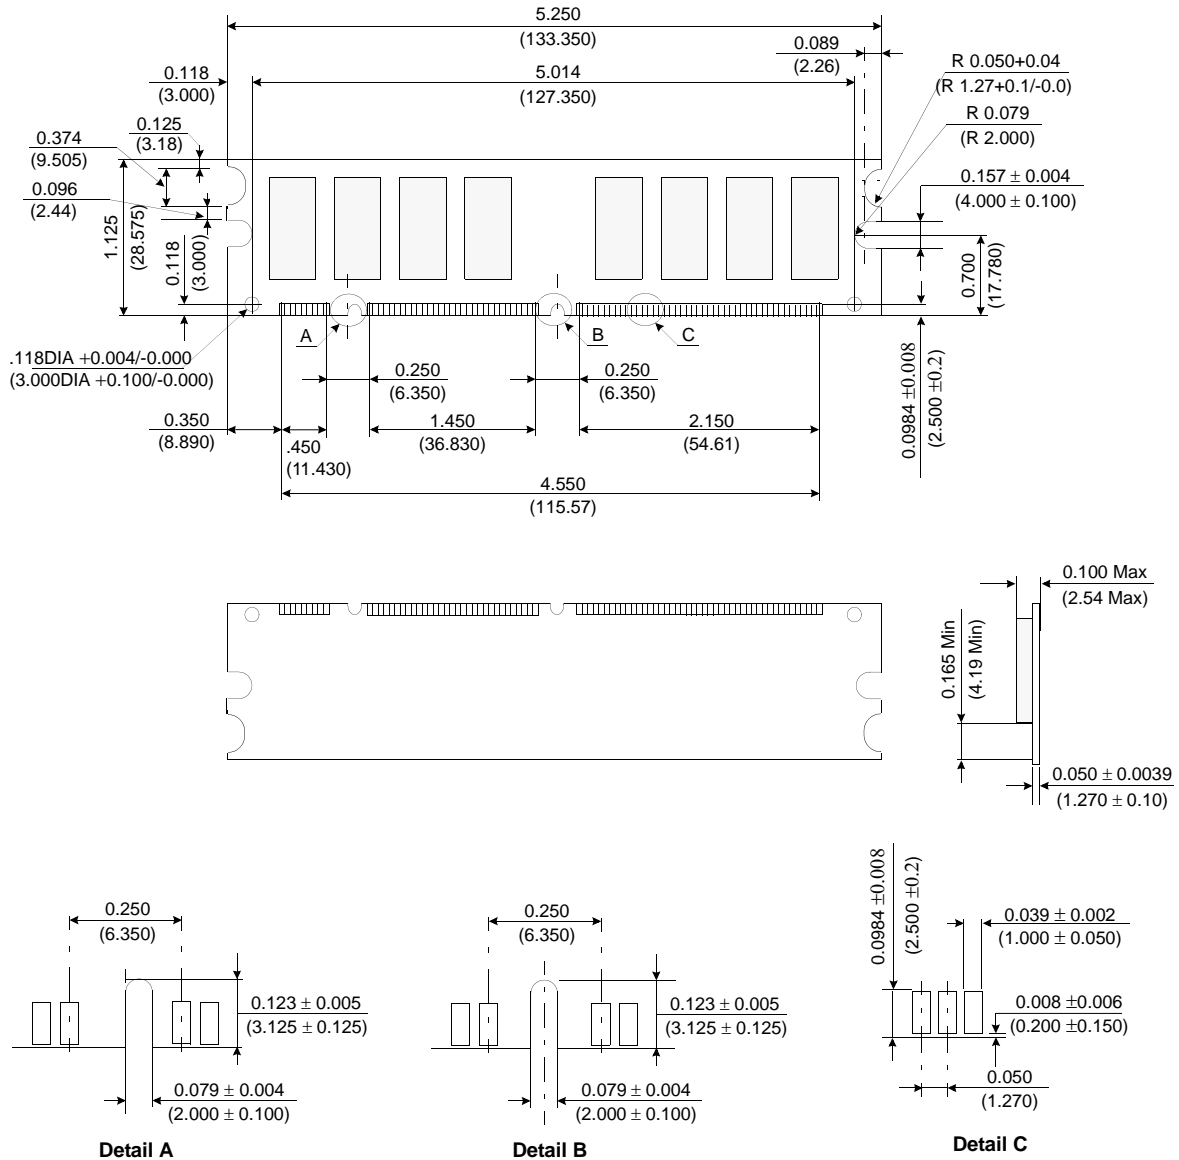 5.250
(133.350)
0.089
(2.26)
R 0.050+0.04
(R 1.27+0.1/-0.0)
0.118
(3.000)
5.014
(127.350)
R 0.079
(R 2.000)
0.125
(3.18)
0.374
(9.505)
0.096
(2.44)
0.157 ± 0.004
(4.000 ± 0.100)
1.125
(28.575)
0.118
(3.000)
0.700
(17.780)
A
B
C
.118DIA +0.004/-0.000
(3.000DIA +0.100/-0.000)
0.250
(6.350)
0.250
(6.350)
0.0984 ±0.008
(2.500 ±0.2)
0.350
(8.890)
.450
(11.430)
1.450
(36.830)
2.150
(54.61)
4.550
(115.57)
0.100 Max
(2.54 Max)
0.165 Min
(4.19 Min)
0.050 ± 0.0039
(1.270 ± 0.10)
0.250
(6.350)
0.123 ± 0.005
(3.125 ± 0.125)
0.079 ± 0.004
(2.000 ± 0.100)
Detail A
0.250
(6.350)
0.123 ± 0.005
(3.125 ± 0.125)
0.079 ± 0.004
(2.000 ± 0.100)
Detail B
0.0984 ±0.008
(2.500 ±0.2)
0.039 ± 0.002
(1.000 ± 0.050)
0.008 ±0.006
(0.200 ±0.150)
0.050
(1.270)
Detail C